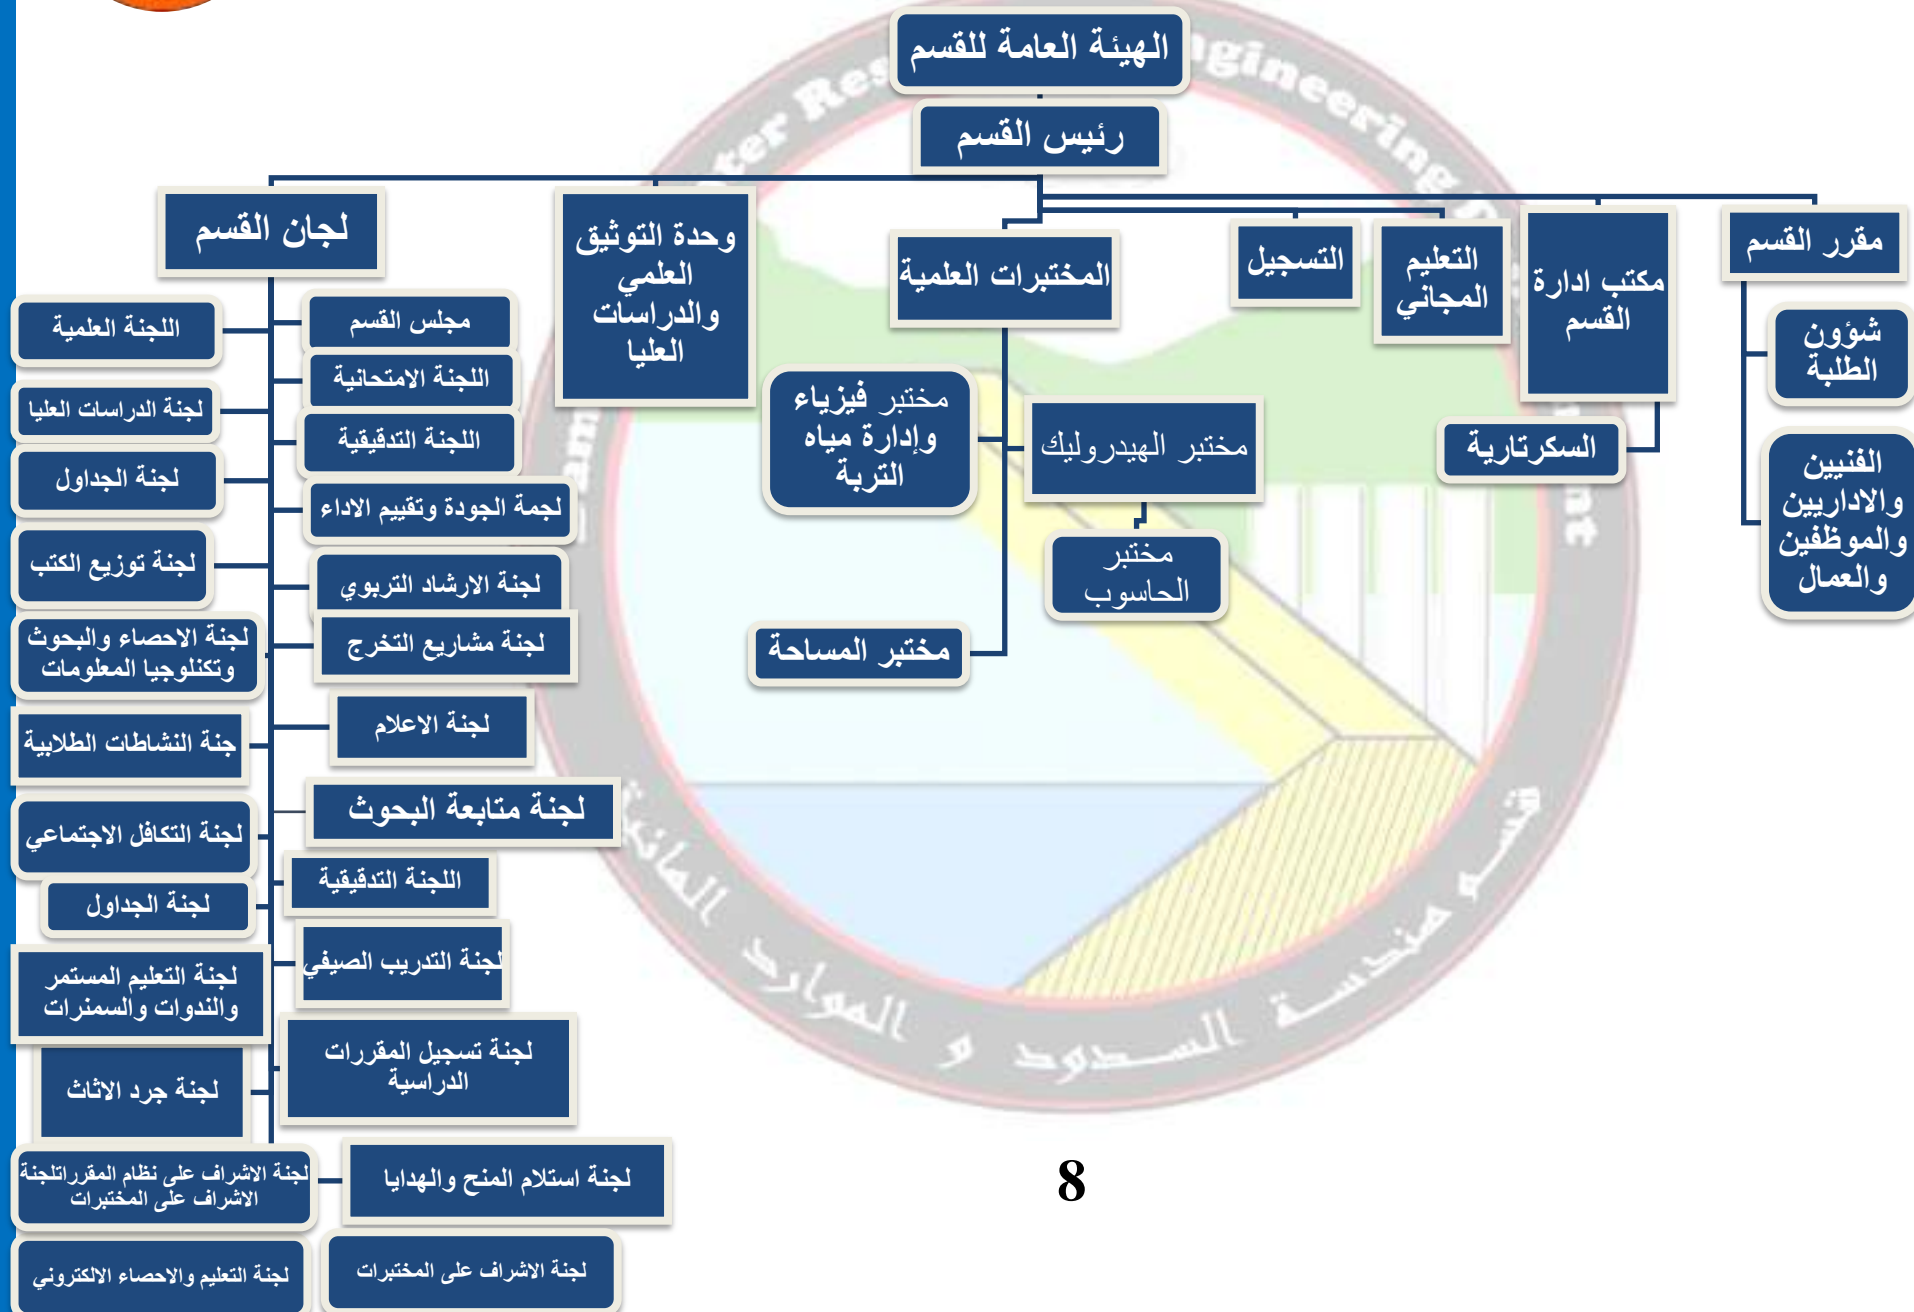 الهيئة العامة للقسم
رئيس القسم
مقرر القسم
شؤون
الطلبة
الفنيين
والاداريين
والموظفين
والعمال
مكتب ادارة
القسم
السكرتارية
التعليم
المجاني
التسجيل
المختبرات العلمية
مختبر الهيدروليك
مختبر
الحاسوب
مختبر فيزياء
وإدارة مياه
التربة
مختبر المساحة
وحدة التوثيق
العلمي
والدراسات
العليا
لجان القسم
مجلس القسم
اللجنة العلمية
اللجنة الامتحانية
لجنة الدراسات العليا
اللجنة التدقيقية
لجنة الجداول
لجمة الجودة وتقييم الاداء
لجنة توزيع الكتب
لجنة الارشاد التربوي
لجنة الاحصاء والبحوث
وتكنلوجيا المعلومات
لجنة مشاريع التخرج
لجنة الاعلام
جنة النشاطات الطلابية
لجنة متابعة البحوث
لجنة التكافل الاجتماعي
اللجنة التدقيقية
لجنة الجداول
لجنة التدريب الصيفي
لجنة التعليم المستمر
والندوات والسمنرات
لجنة تسجيل المقررات
الدراسية
لجنة جرد الاثاث
لجنة استلام المنح والهدايا
لجنة الاشراف على نظام المقرراتلجنة
الاشراف على المختبرات
لجنة الاشراف على المختبرات
لجنة التعليم والاحصاء الالكتروني
قسم هندسة السدود و الموارد المائية
8